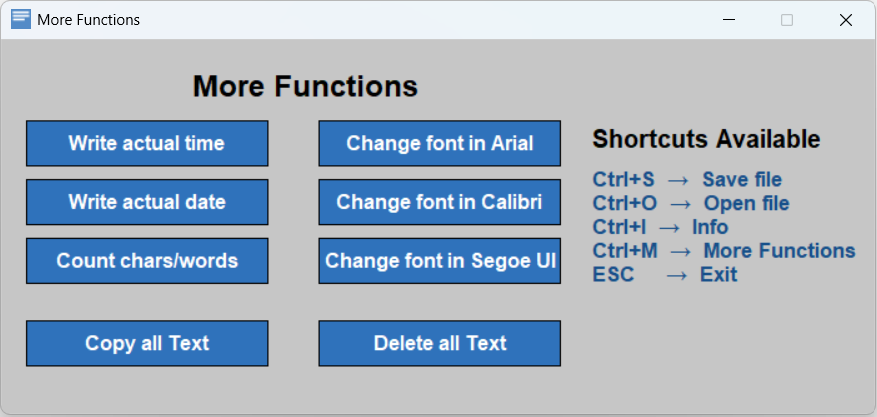 More Functions
More Functions
Write actual time
Change font in Arial
Write actual date
Change font in Calibri
Count chars/words
Change font in Segoe UI
Copy all Text
Delete all Text
Shortcuts Available
Ctrl+S → Save file
Ctrl+O → Open file
Ctrl+I → Info
Ctrl+M → More Functions
ESC → Exit